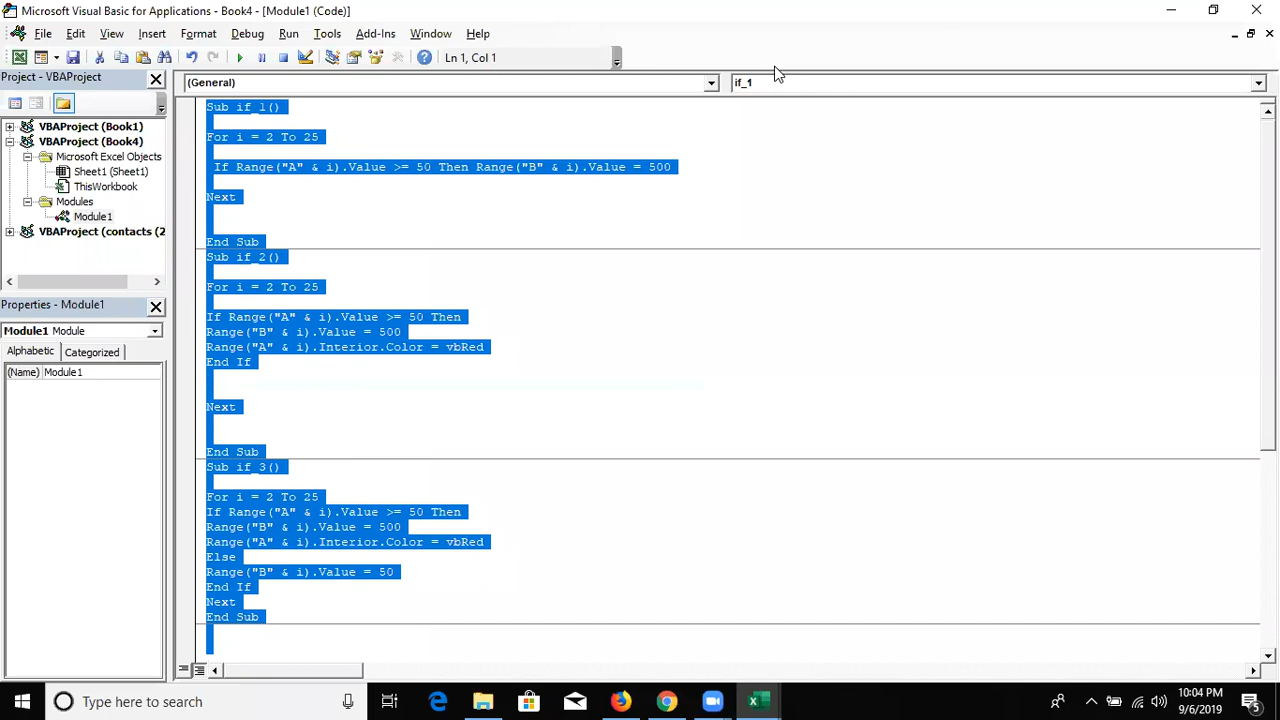 Microsoft Visual Basic for Applications - Book4 - [Module1 (Code)]
File Edit View Insert Format Debug Run Tools Add-Ins Window Help
Ln 1, Col 1
Project - VBAProject
(General)
if_1
VBAProject (Book1)
VBAProject (Book4)
Microsoft Excel Objects
Sheet1 (Sheet1)
ThisWorkbook
Modules
Module1
VBAProject (contacts (2
Properties - Module1
Module1 Module
Alphabetic Categorized
(Name) Module1
Sub if_1()
For i = 2 To 25
If Range("A" & i).Value >= 50 Then Range("B" & i).Value = 500
Next
End Sub
Sub if_2()
For i = 2 To 25
If Range("A" & i).Value >= 50 Then
Range("B" & i).Value = 500
Range("A" & i).Interior.Color = vbRed
End If
Next
End Sub
Sub if_3()
For i = 2 To 25
If Range("A" & i).Value >= 50 Then
Range("B" & i).Value = 500
Range("A" & i).Interior.Color = vbRed
Else
Range("B" & i).Value = 50
End If
Next
End Sub
Type here to search
10:04 PM
9/6/2019
5